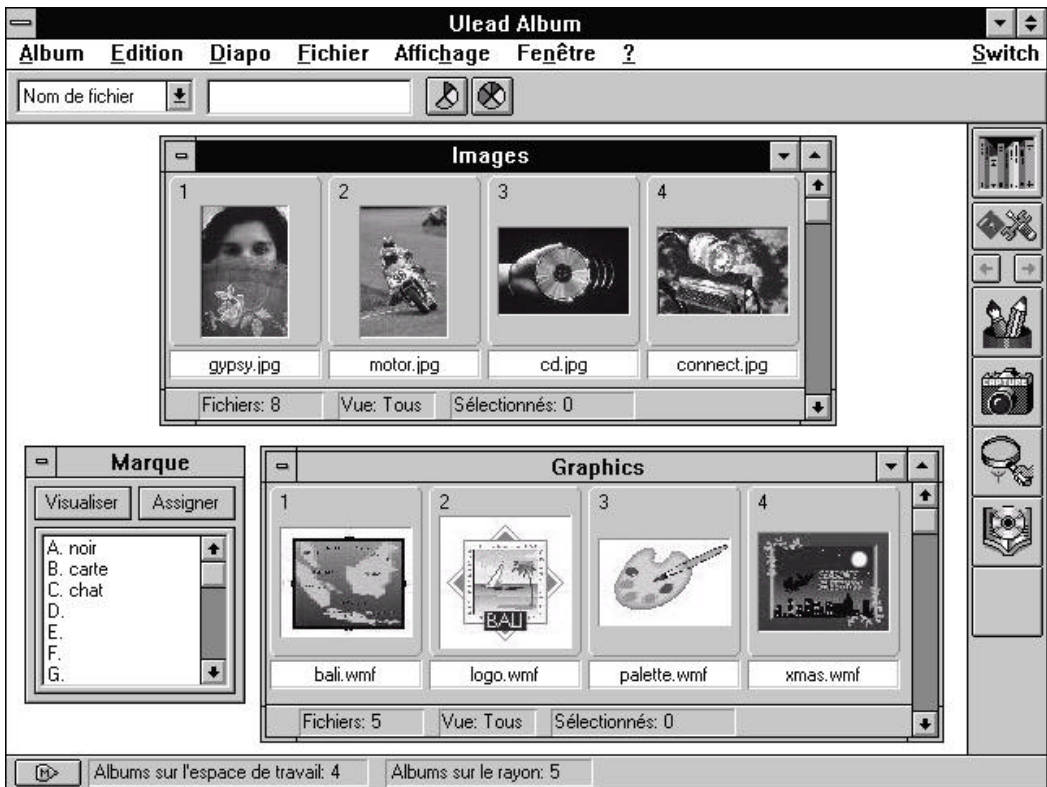 Ulead Album
Album Edition Diapo Fichier Affichage Fenêtre ? Switch
Nom de fichier
Images
1 2 3 4
gypsy.jpg motor.jpg cd.jpg connect.jpg
Fichiers: 8 Vue: Tous Sélectionnés: 0
CAPTURE
Marque
Visualiser Assigner
A. noir
B. carte
C. chat
D.
E.
F.
G.
Graphics
1 2 3 4
BALI
bali.wmf logo.wmf palette.wmf xmas.wmf
Fichiers: 5 Vue: Tous Sélectionnés: 0
M Albums sur l'espace de travail: 4 Albums sur le rayon: 5